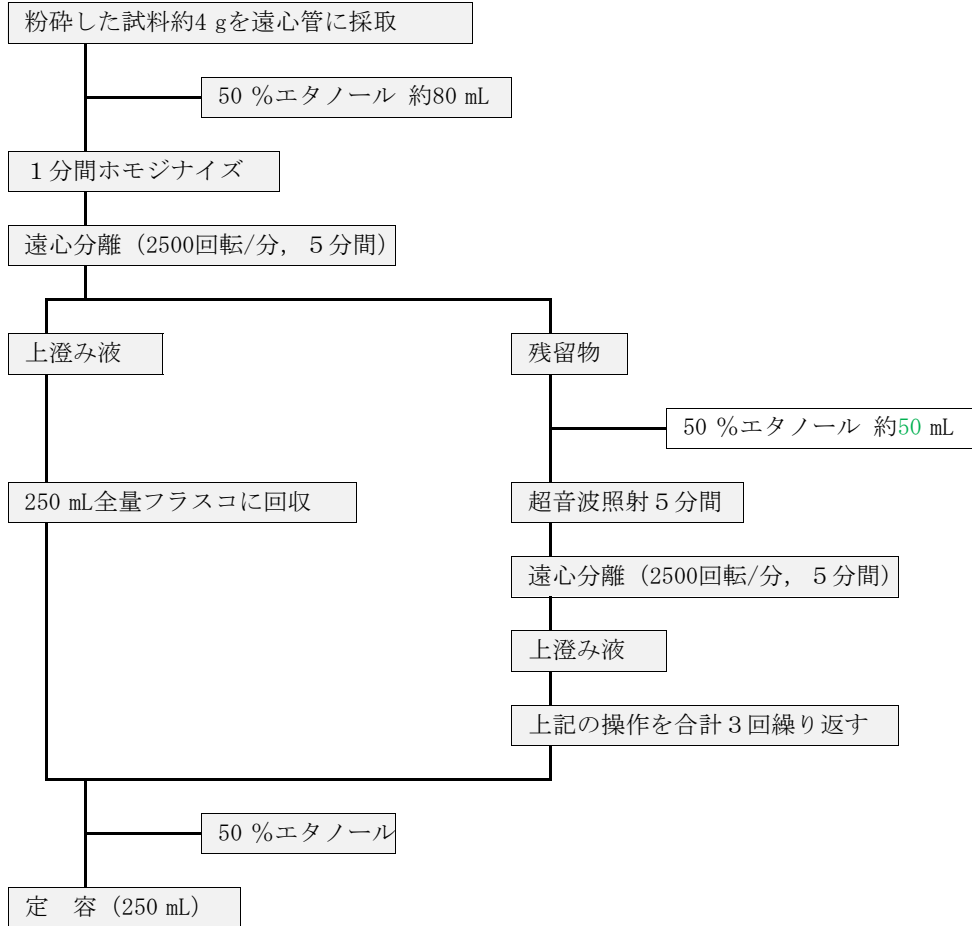 粉砕した試料約4 gを遠心管に採取
50 %エタノール 約80 mL
１分間ホモジナイズ
遠心分離（2500回転/分，５分間）
上澄み液
残留物
50 %エタノール 約50 mL
250 mL全量フラスコに回収
超音波照射５分間
遠心分離（2500回転/分，５分間）
上澄み液
上記の操作を合計３回繰り返す
50 %エタノール
定　容（250 mL）